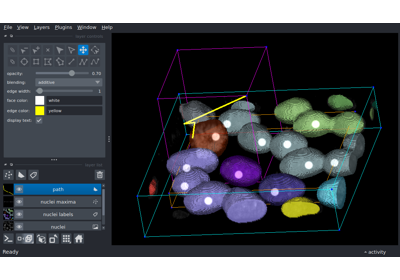 File View Layers Plugins Window Help
opacity: 0.70
blending: additive
edge width: 1
face color: white
edge color: yellow
display text:
path
nuclei maxima
nuclei labels
nuclei
Ready
activity